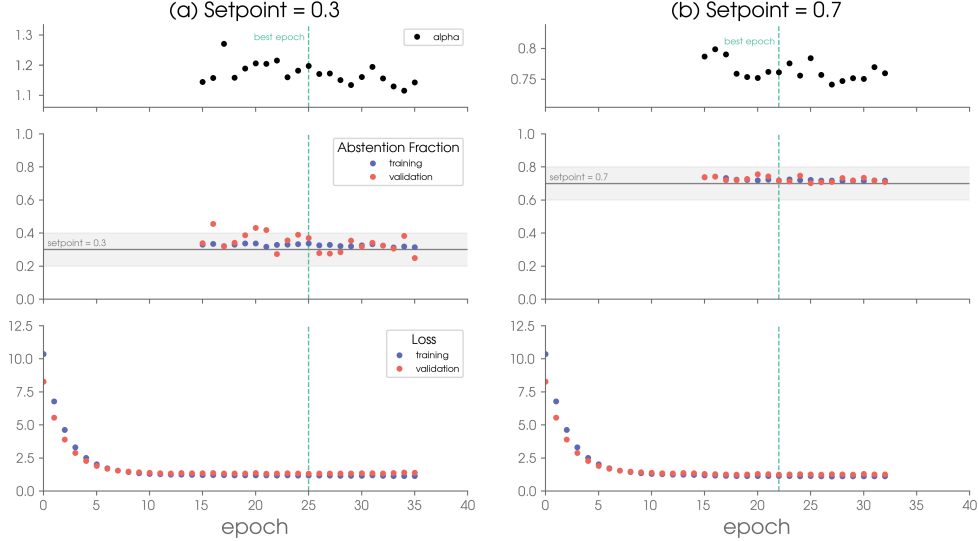 (a) Setpoint = 0.3
(b) Setpoint = 0.7
1.3
1.2
1.1
best epoch
alpha
0.8
0.75
best epoch
1.0
0.8
0.6
0.4
0.2
0.0
Abstention Fraction
training
validation
setpoint = 0.3
1.0
0.8
0.6
0.4
0.2
0.0
setpoint = 0.7
12.5
10.0
7.5
5.0
2.5
0.0
Loss
training
validation
0 5 10 15 20 25 30 35 40
epoch
12.5
10.0
7.5
5.0
2.5
0.0
0 5 10 15 20 25 30 35 40
epoch